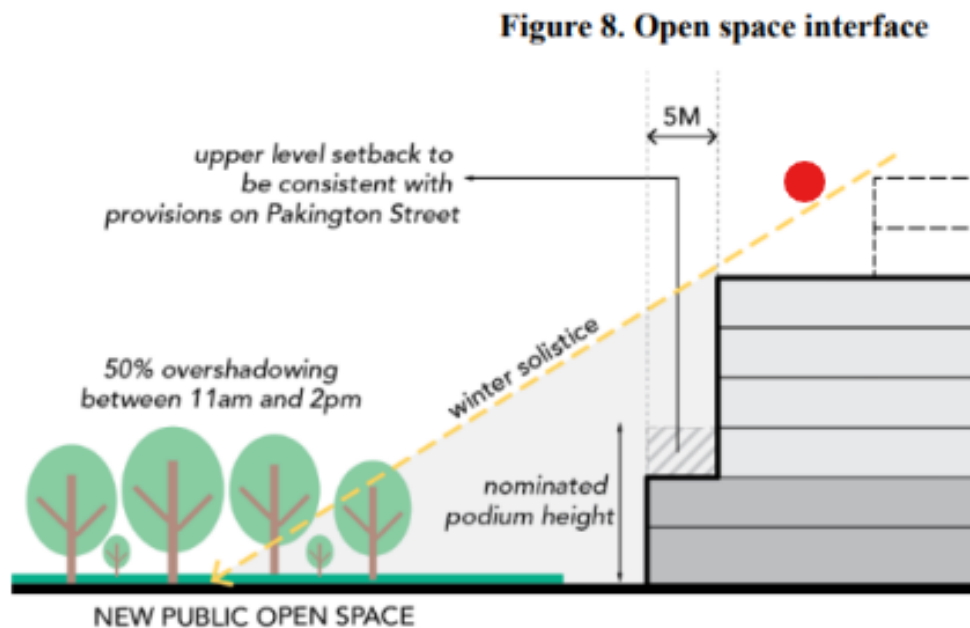 Figure 8. Open space interface
5M
upper level setback to
be consistent with
provisions on Pakington Street
winter solistice
50% overshadowing
between 11am and 2pm
nominated
podium height
NEW PUBLIC OPEN SPACE